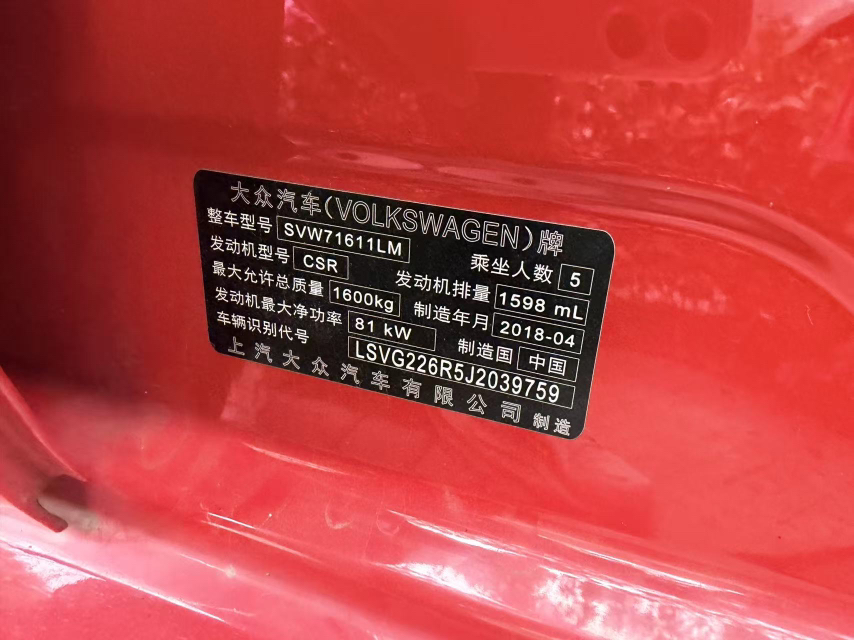 大众汽车(VOLKSWAGEN)牌
整车型号 SVW71611LM 乘坐人数 5
发动机型号 CSR 发动机排量 1598 mL
最大允许总质量 1600kg 制造年月 2018-04
发动机最大净功率 81 kW 制造国 中国
车辆识别代号 LSVG226R5J2039759
上汽大众汽车有限公司 制造